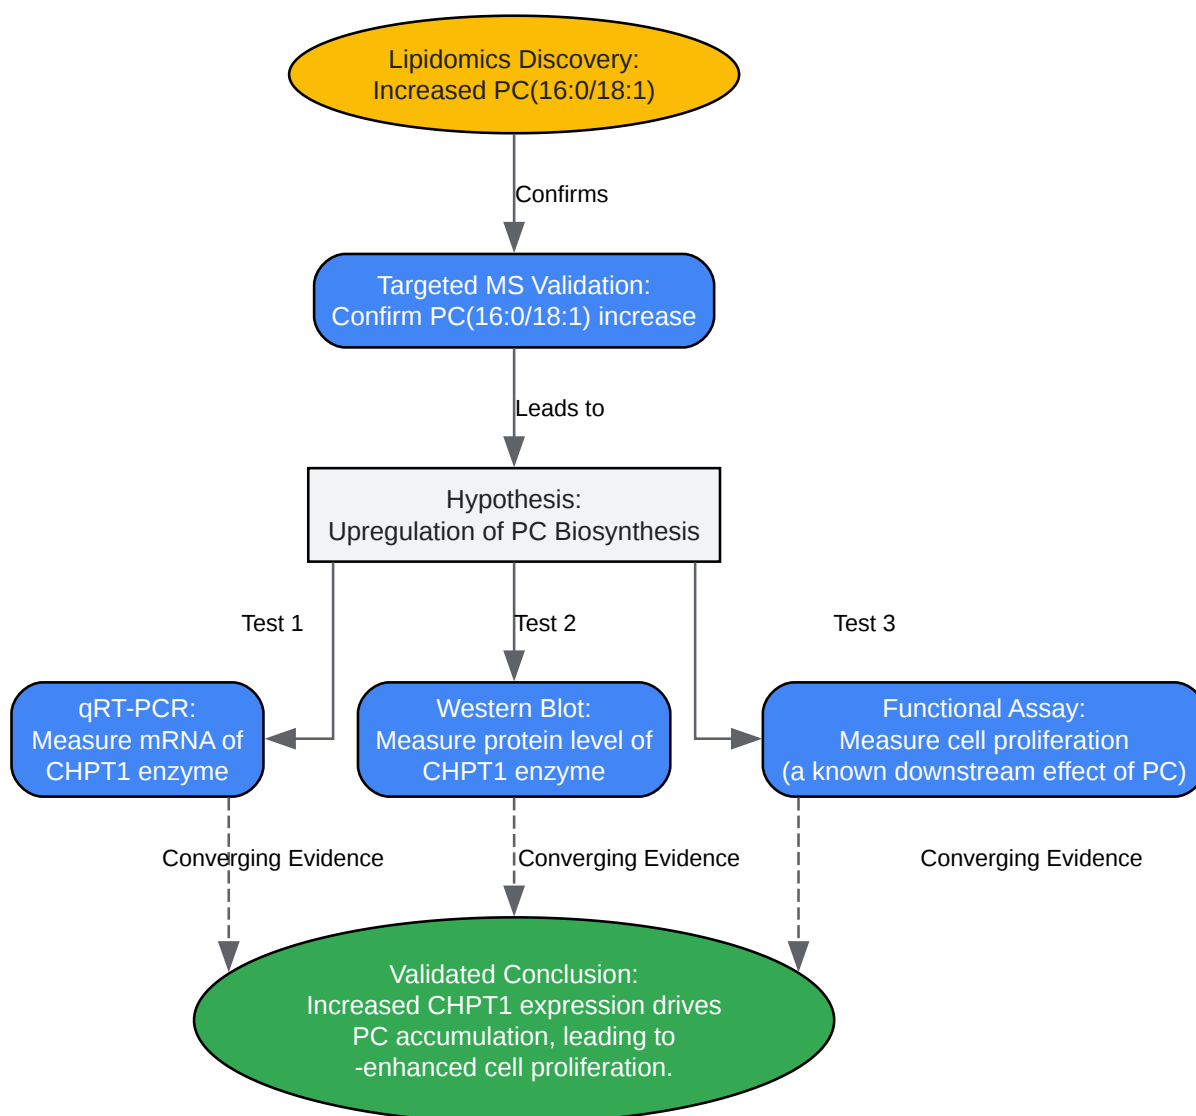 Lipidomics Discovery:
Increased PC(16:0/18:1)
Confirms
Targeted MS Validation:
Confirm PC(16:0/18:1) increase
Leads to
Hypothesis:
Upregulation of PC Biosynthesis
Test 1
Test 2
Test 3
qRT-PCR:
Measure mRNA of
CHPT1 enzyme
Western Blot:
Measure protein level of
CHPT1 enzyme
Functional Assay:
Measure cell proliferation
(a known downstream effect of PC)
Converging Evidence
Converging Evidence
Converging Evidence
Validated Conclusion:
Increased CHPT1 expression drives
PC accumulation, leading to
-enhanced cell proliferation.